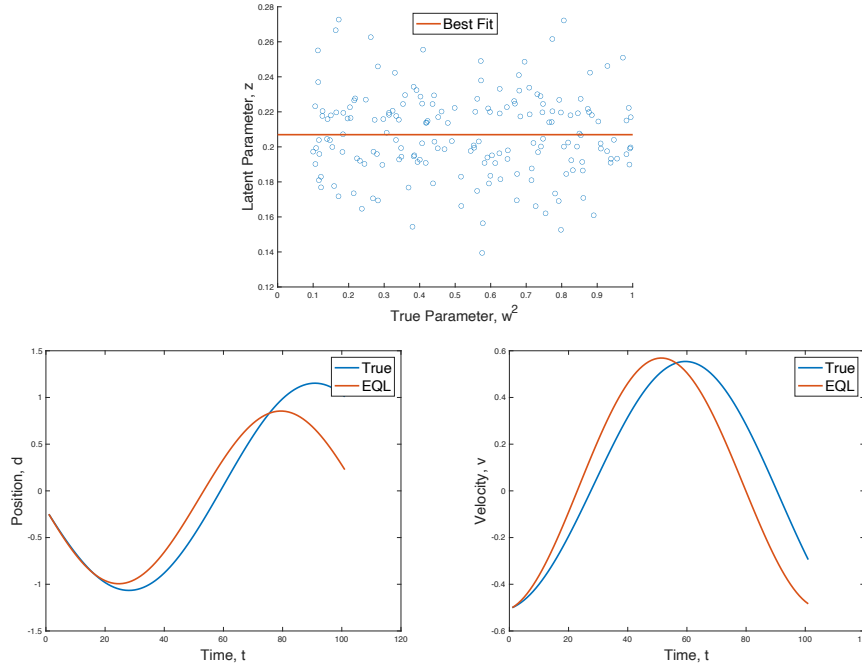 0.28
0.26
0.24
0.22
0.2
0.18
0.16
0.14
0.12
Latent Parameter, z
Best Fit
0 0.1 0.2 0.3 0.4 0.5 0.6 0.7 0.8 0.9 1
True Parameter, w^2
1.5
1
0.5
0
-0.5
-1
-1.5
Position, d
True
EQL
0 20 40 60 80 100 120
Time, t
0.6
0.4
0.2
0
-0.2
-0.4
-0.6
Velocity, v
True
EQL
0 20 40 60 80 100 120
Time, t